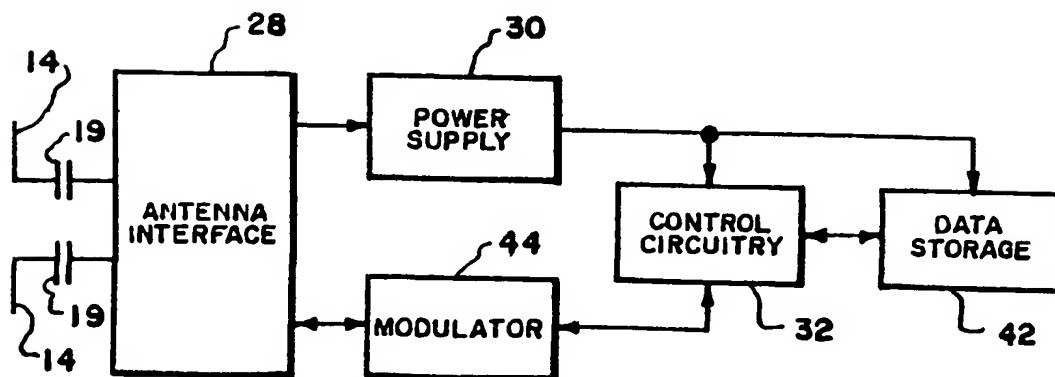 28
30
14
19
POWER
SUPPLY
ANTENNA
INTERFACE
CONTROL
CIRCUITRY
DATA
STORAGE
44
19
14
MODULATOR
32
42